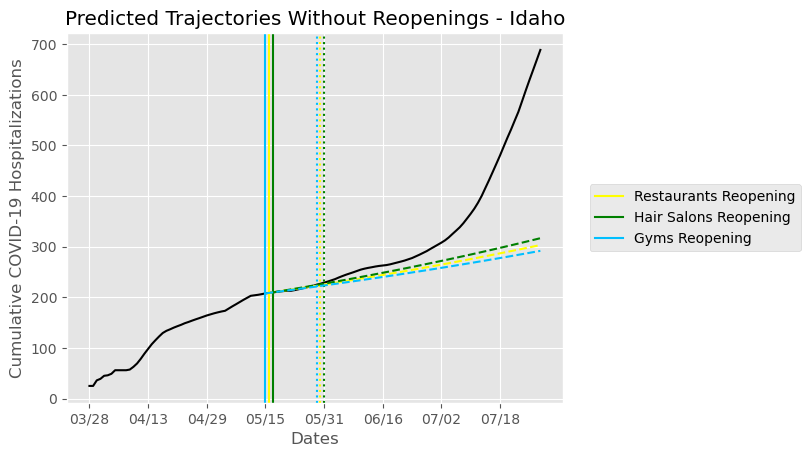 Predicted Trajectories Without Reopenings - Idaho
Cumulative COVID-19 Hospitalizations
700
600
500
400
300
200
100
0
03/28 04/13 04/29 05/15 05/31 06/16 07/02 07/18
Dates
Restaurants Reopening
Hair Salons Reopening
Gyms Reopening